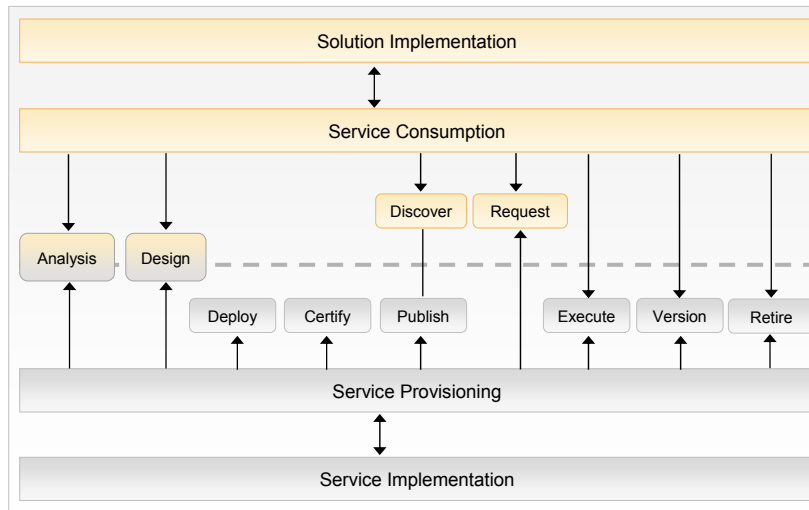 Solution Implementation
Service Consumption
Discover
Request
Analysis
Design
Deploy
Certify
Publish
Execute
Version
Retire
Service Provisioning
Service Implementation